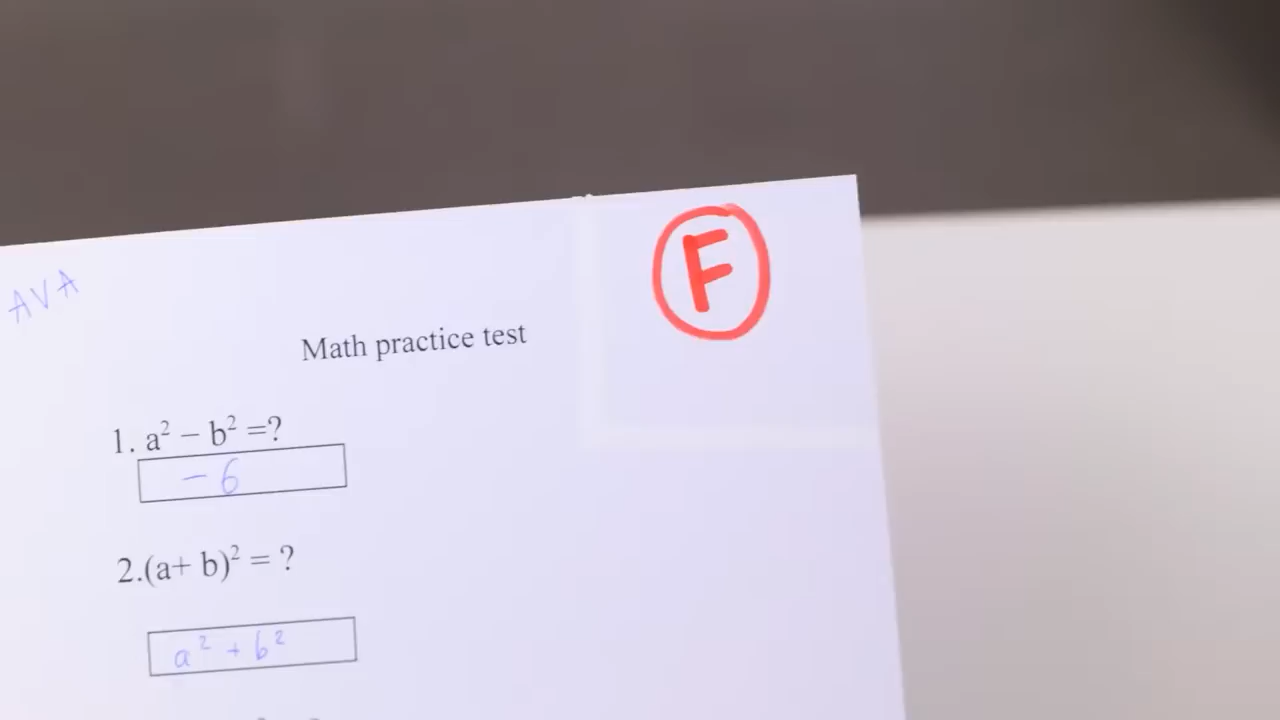 F
AVA
Math practice test
1. a² − b² =?
− 6
2.(a+ b)² = ?
a² + b²